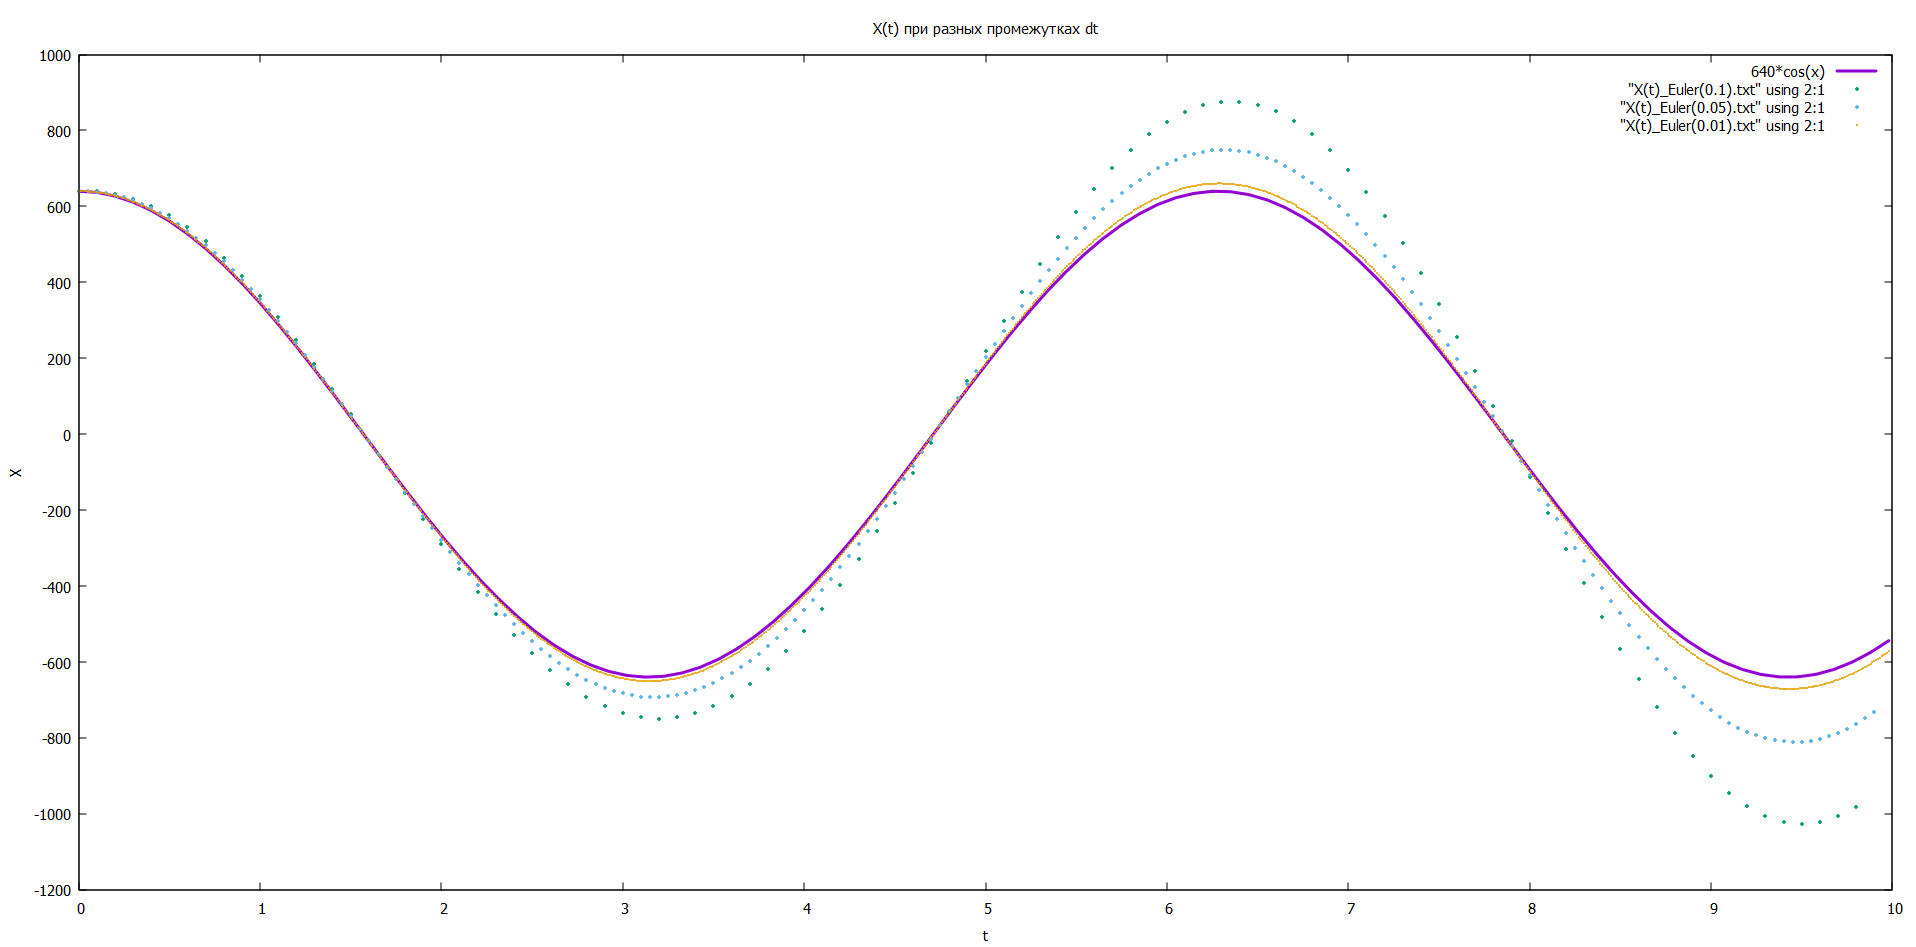 X(t) при разных промежутках dt
1000
800
600
400
200
0
-200
-400
-600
-800
-1000
-1200
X
640*cos(x)
"X(t)_Euler(0.1).txt" using 2:1
"X(t)_Euler(0.05).txt" using 2:1
"X(t)_Euler(0.01).txt" using 2:1
0 1 2 3 4 5 6 7 8 9 10
t